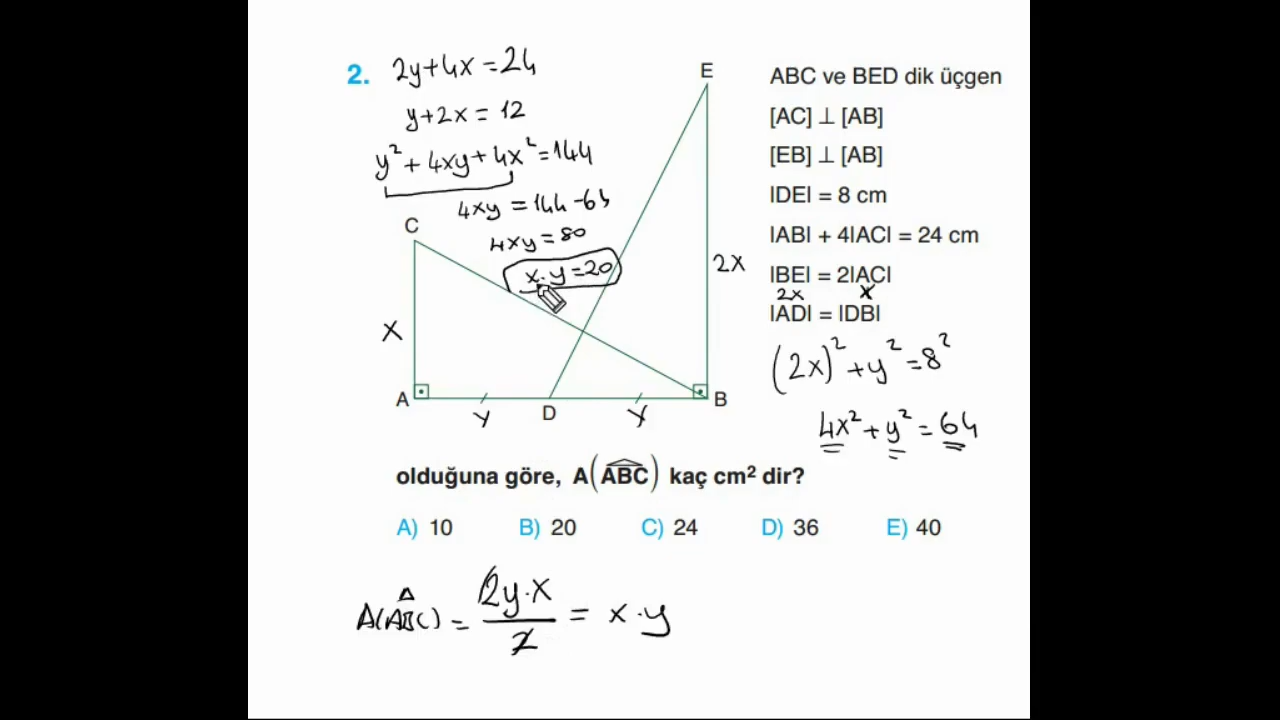 2. 2y+4x=24
y+2x=12
y²+4xy+4x²=144
4xy=144-64
4xy=80
x.y=20
E
C
2x
x
A
D
B
y
y
ABC ve BED dik üçgen
[AC] ⊥ [AB]
[EB] ⊥ [AB]
|DE| = 8 cm
|AB| + 4|AC| = 24 cm
|BE| = 2|AC|
2x x
|AD| = |DB|
(2x)²+y²=8²
4x²+y²=64
olduğuna göre, A(ABC) kaç cm² dir?
A) 10 B) 20 C) 24 D) 36 E) 40
A(ABC) = 2y.x/2 = x.y